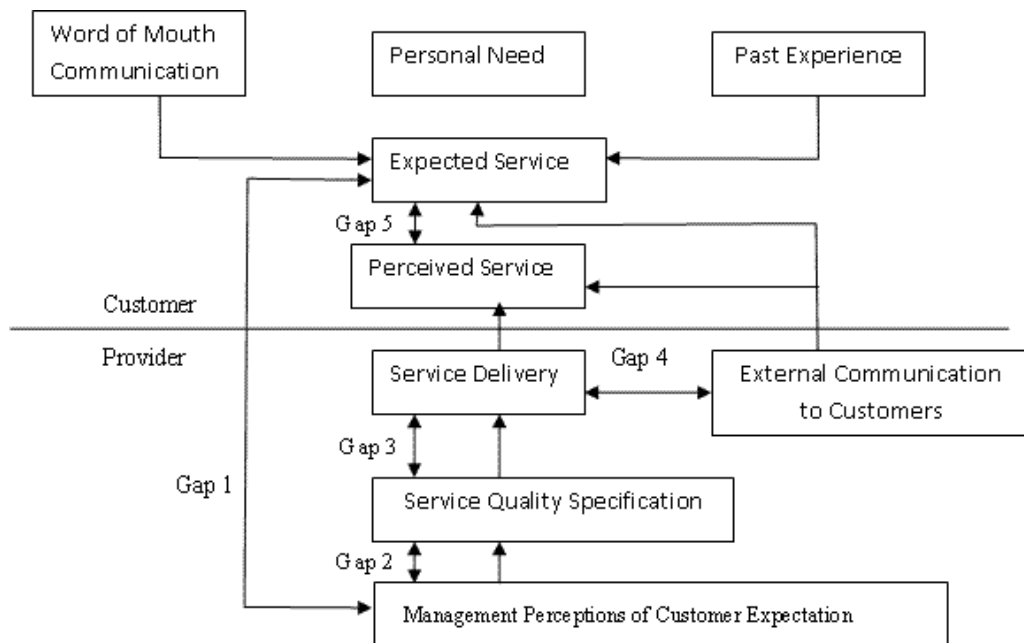 Word of Mouth
Communication
Personal Need
Past Experience
Expected Service
Gap 5
Perceived Service
Customer
Provider
Service Delivery
Gap 4
External Communication
to Customers
Gap 3
Gap 1
Service Quality Specification
Gap 2
Management Perceptions of Customer Expectation